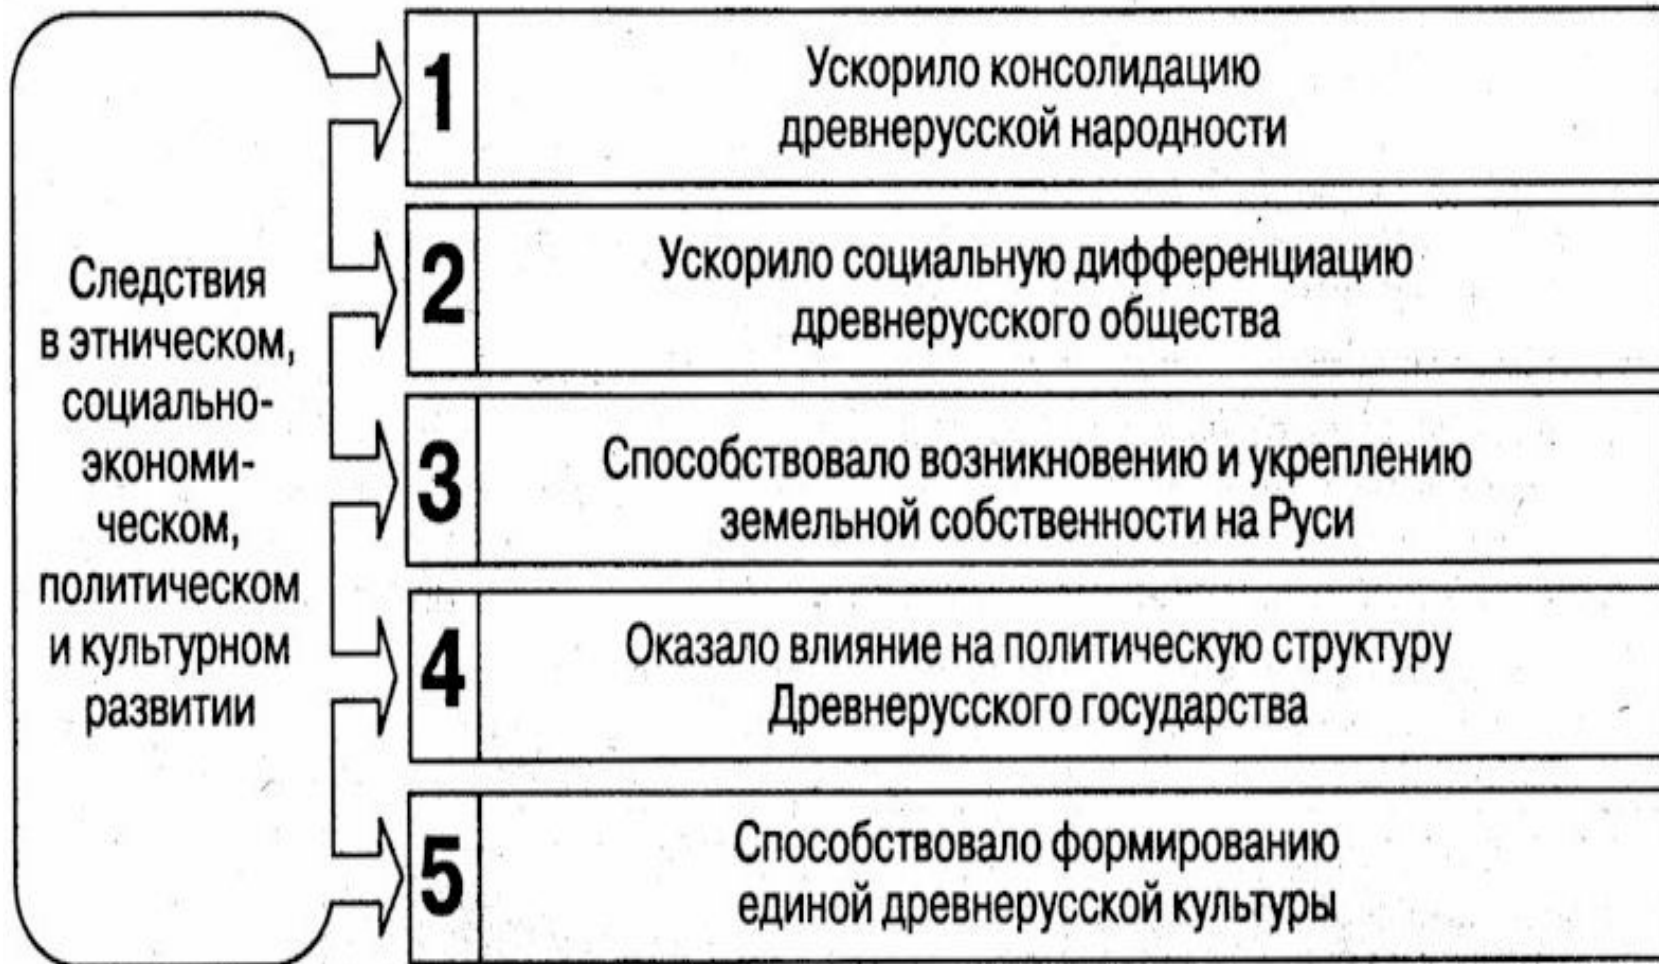 Следствия
в этническом,
социально-
экономи-
ческом,
политическом
и культурном
развитии
1
Ускорило консолидацию
древнерусской народности
2
Ускорило социальную дифференциацию
древнерусского общества
3
Способствовало возникновению и укреплению
земельной собственности на Руси
4
Оказало влияние на политическую структуру
Древнерусского государства
5
Способствовало формированию
единой древнерусской культуры